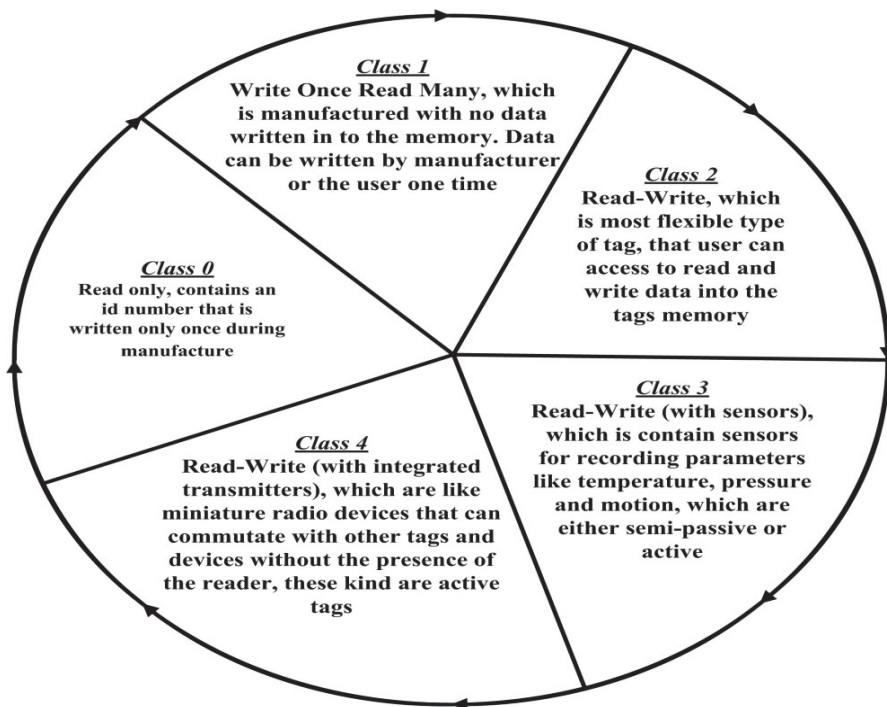 Class 1
Write Once Read Many, which
is manufactured with no data
written in to the memory. Data
can be written by manufacturer
or the user one time
Class 2
Read-Write, which
is most flexible type
of tag, that user can
access to read and
write data into the
tags memory
Class 0
Read only, contains an
id number that is
written only once during
manufacture
Class 3
Read-Write (with sensors),
which is contain sensors
for recording parameters
like temperature, pressure
and motion, which are
either semi-passive or
active
Class 4
Read-Write (with integrated
transmitters), which are like
miniature radio devices that can
commutate with other tags and
devices without the presence of
the reader, these kind are active
tags